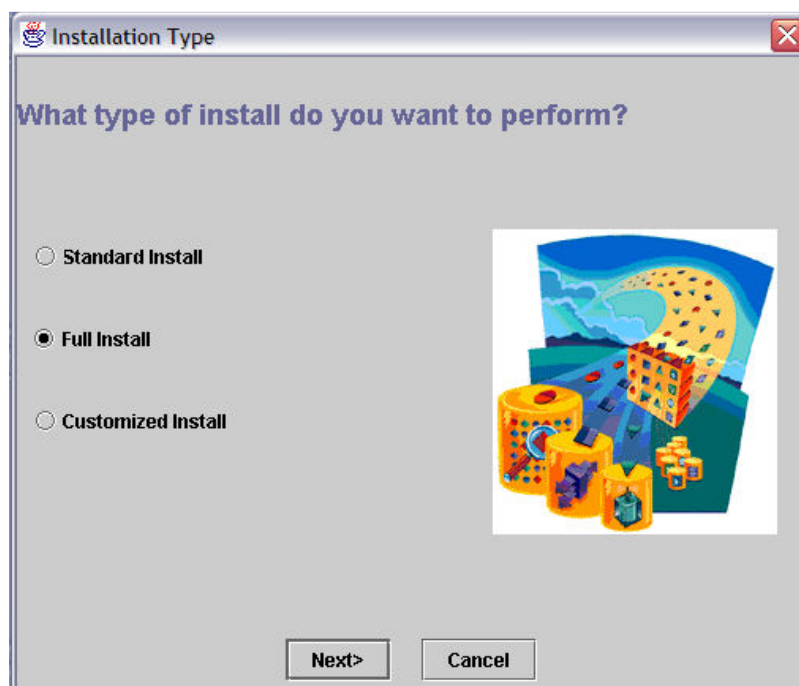 Installation Type
What type of install do you want to perform?
Standard Install
Full Install
Customized Install
Next>
Cancel